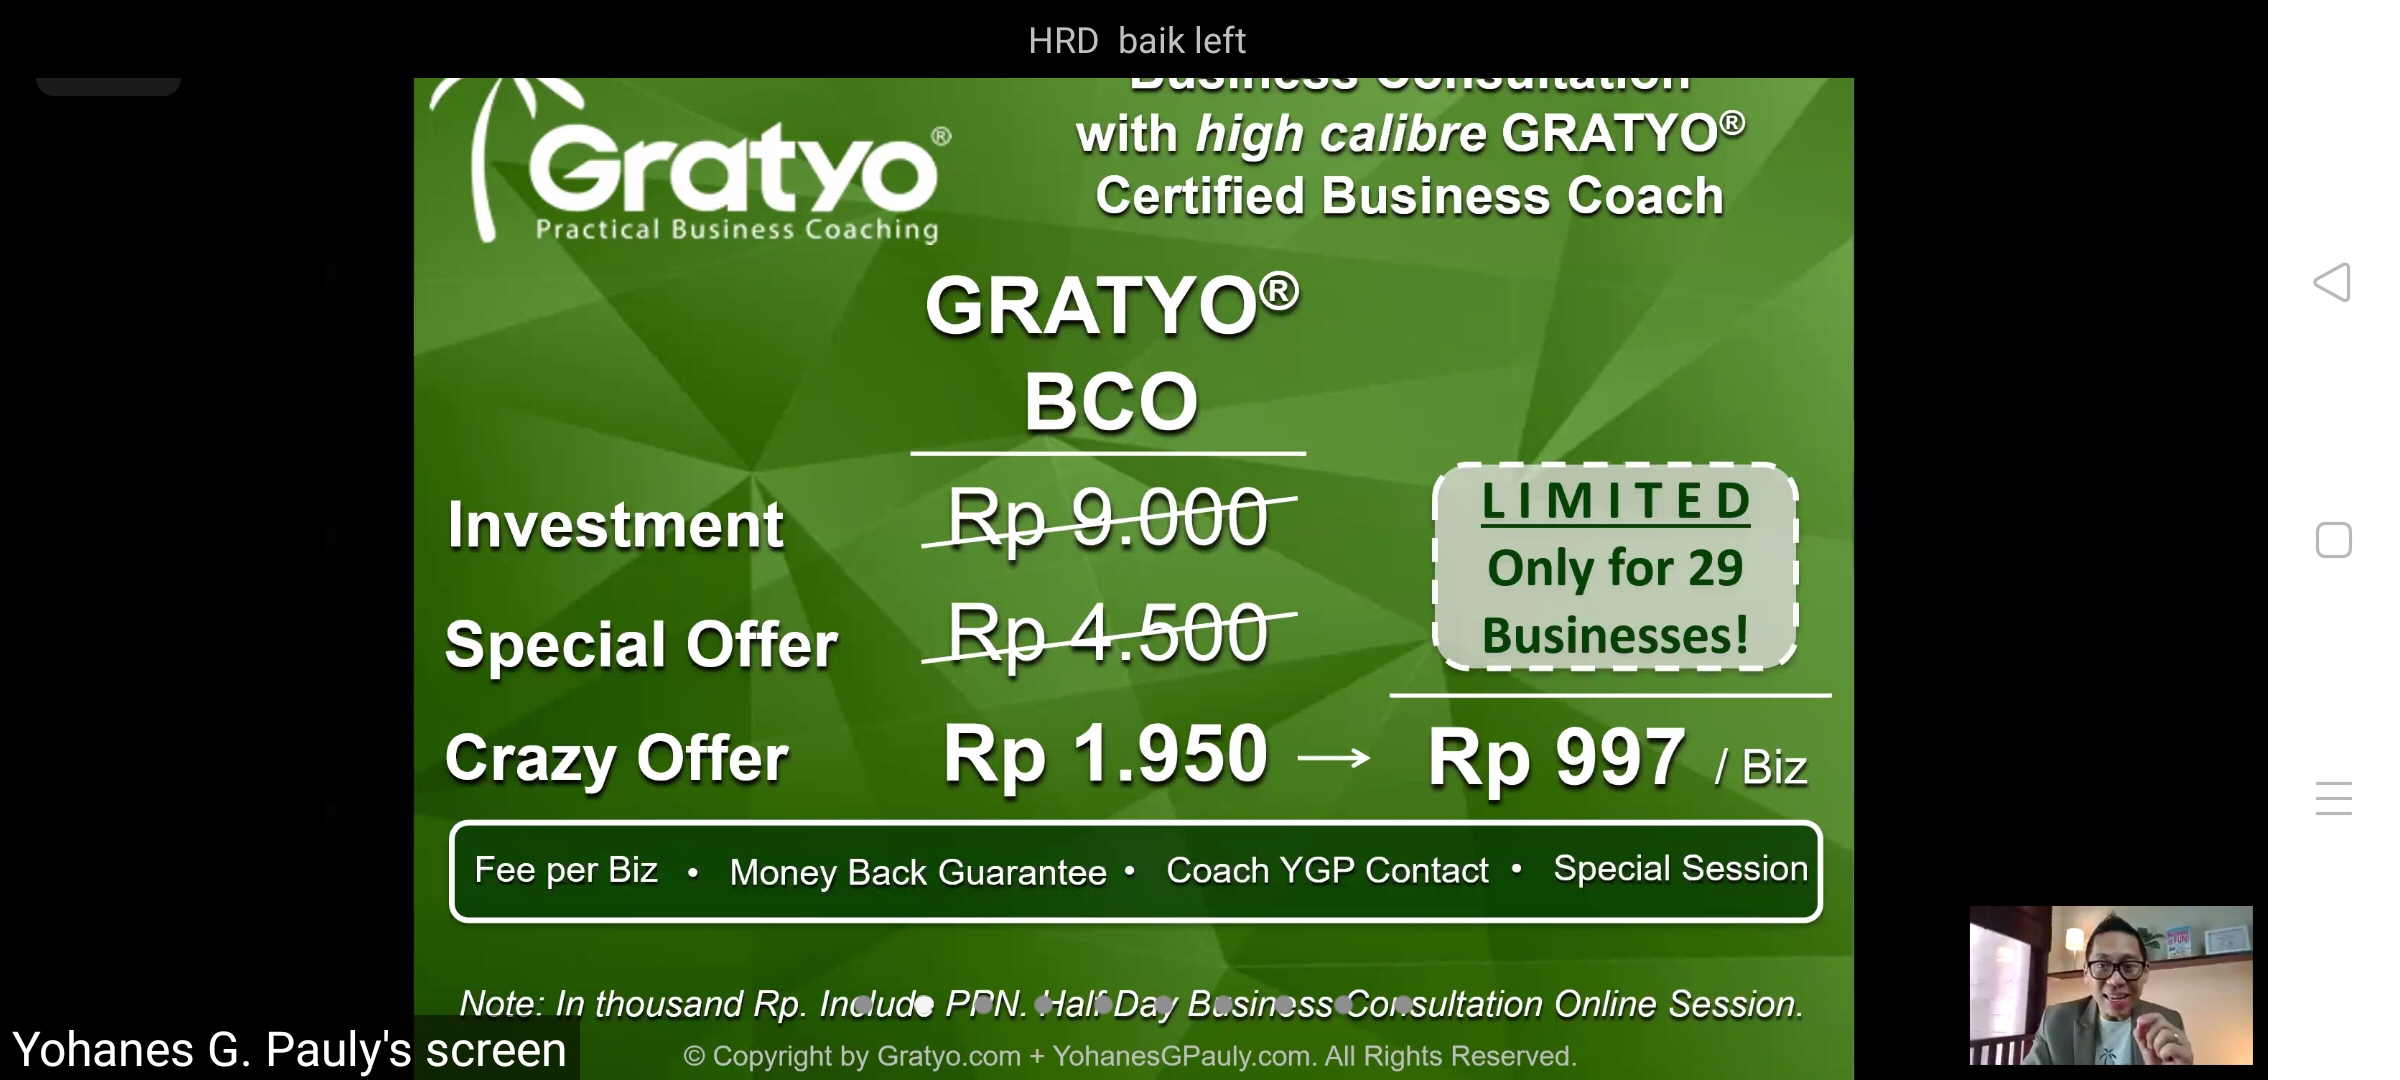 HRD baik left
Business Consultation
with high calibre GRATYO®
Certified Business Coach
Gratyo®
Practical Business Coaching
GRATYO®
BCO
Investment Rp 9.000
Special Offer Rp 4.500
LIMITED
Only for 29
Businesses!
Crazy Offer Rp 1.950 → Rp 997 / Biz
Fee per Biz • Money Back Guarantee • Coach YGP Contact • Special Session
Note: In thousand Rp. Include PPN. Half Day Business Consultation Online Session.
Yohanes G. Pauly's screen
© Copyright by Gratyo.com + YohanesGPauly.com. All Rights Reserved.